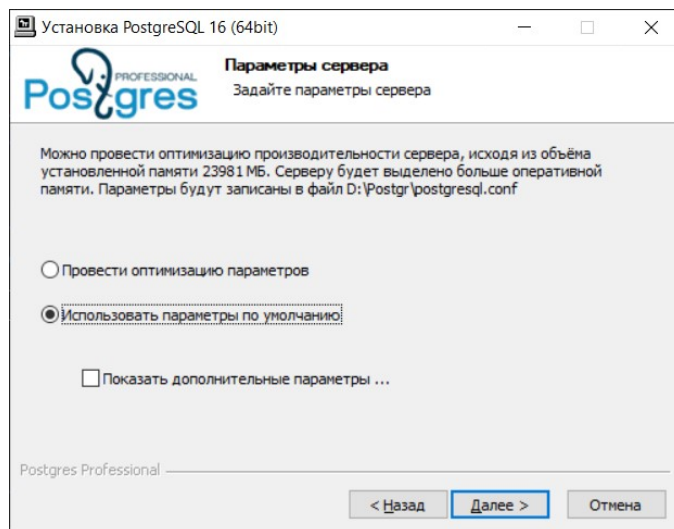 Установка PostgreSQL 16 (64bit)
PROFESSIONAL
Postgres
Параметры сервера
Задайте параметры сервера
Можно провести оптимизацию производительности сервера, исходя из объёма
установленной памяти 23981 МБ. Серверу будет выделено больше оперативной
памяти. Параметры будут записаны в файл D:\Postgr\postgresql.conf
Провести оптимизацию параметров
Использовать параметры по умолчанию
Показать дополнительные параметры ...
Postgres Professional
< Назад
Далее >
Отмена